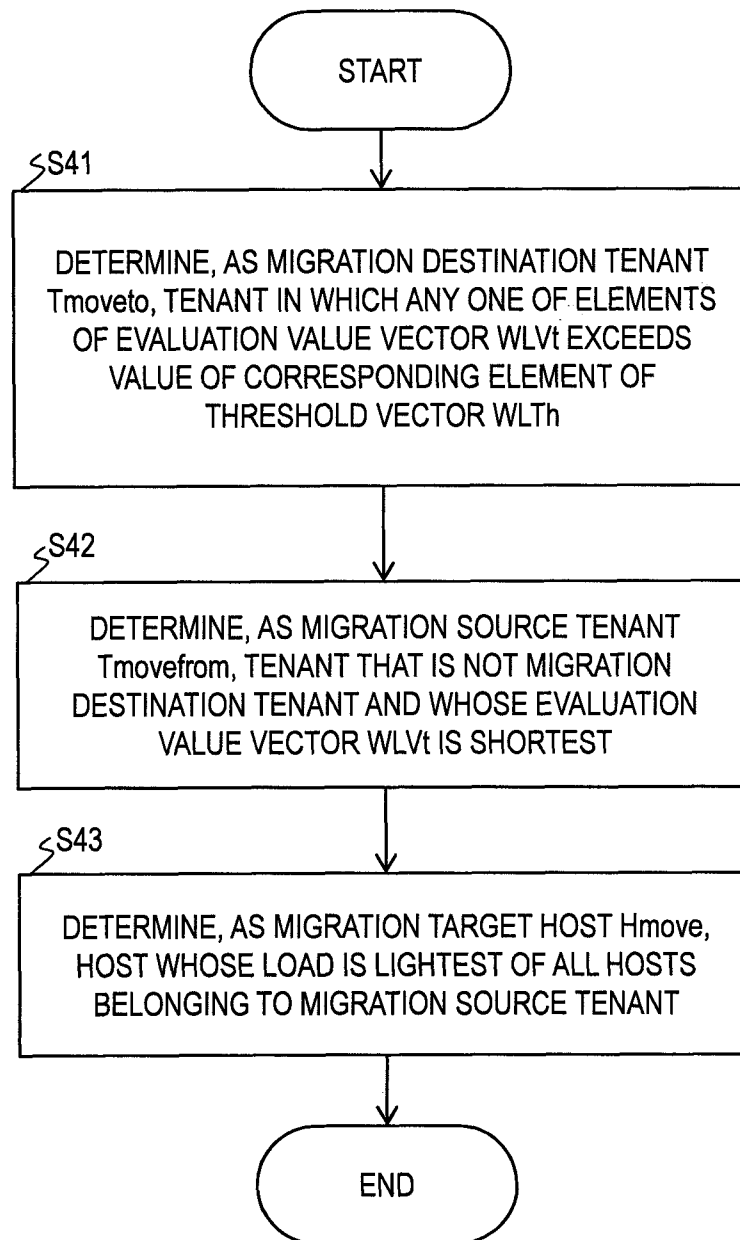 START
S41
DETERMINE, AS MIGRATION DESTINATION TENANT
Tmoveto, TENANT IN WHICH ANY ONE OF ELEMENTS
OF EVALUATION VALUE VECTOR WLVt EXCEEDS
VALUE OF CORRESPONDING ELEMENT OF
THRESHOLD VECTOR WLTh
S42
DETERMINE, AS MIGRATION SOURCE TENANT
Tmovefrom, TENANT THAT IS NOT MIGRATION
DESTINATION TENANT AND WHOSE EVALUATION
VALUE VECTOR WLVt IS SHORTEST
S43
DETERMINE, AS MIGRATION TARGET HOST Hmove,
HOST WHOSE LOAD IS LIGHTEST OF ALL HOSTS
BELONGING TO MIGRATION SOURCE TENANT
END